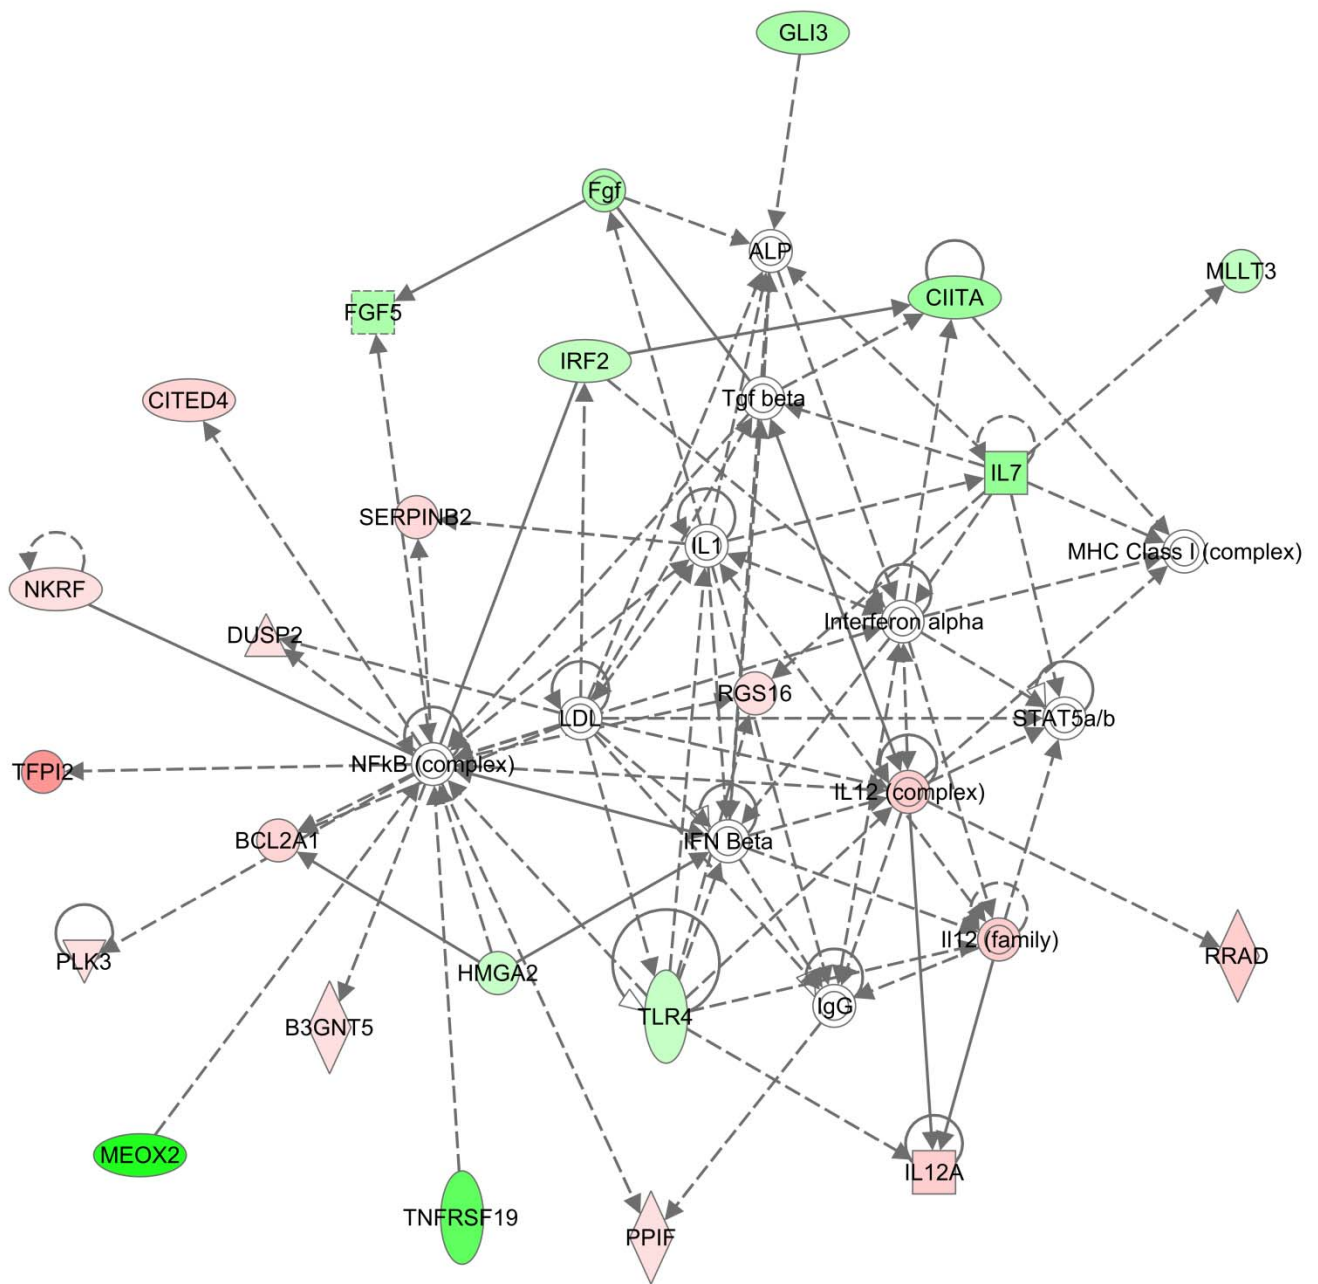 GLI3
Fgf
ALP
MLLT3
CIITA
FGF5
IRF2
CITED4
Tgf beta
IL7
SERPINB2
IL1
MHC Class I (complex)
NKRF
Interferon alpha
DUSP2
RGS16
LDL
STAT5a/b
TFPI2
NFkB (complex)
IL12 (complex)
BCL2A1
IFN Beta
Il12 (family)
PLK3
RRAD
HMGA2
IgG
TLR4
B3GNT5
MEOX2
IL12A
TNFRSF19
PPIF